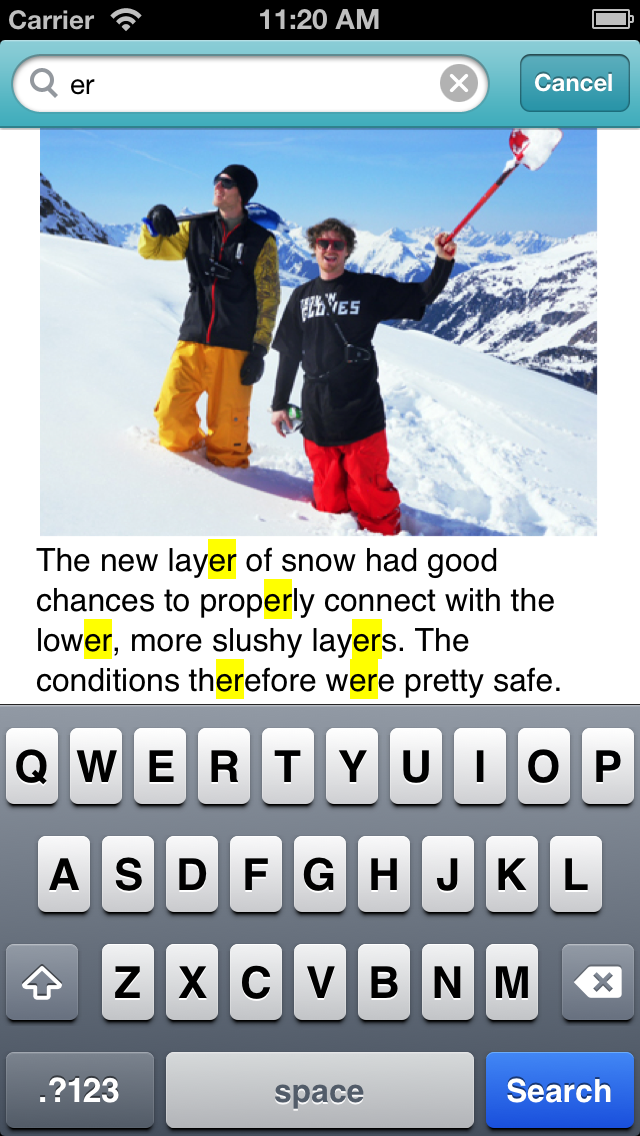 Carrier 11:20 AM
er Cancel
GLOVES
The new layer of snow had good
chances to properly connect with the
lower, more slushy layers. The
conditions therefore were pretty safe.
Q W E R T Y U I O P
A S D F G H J K L
Z X C V B N M
.?123 space Search